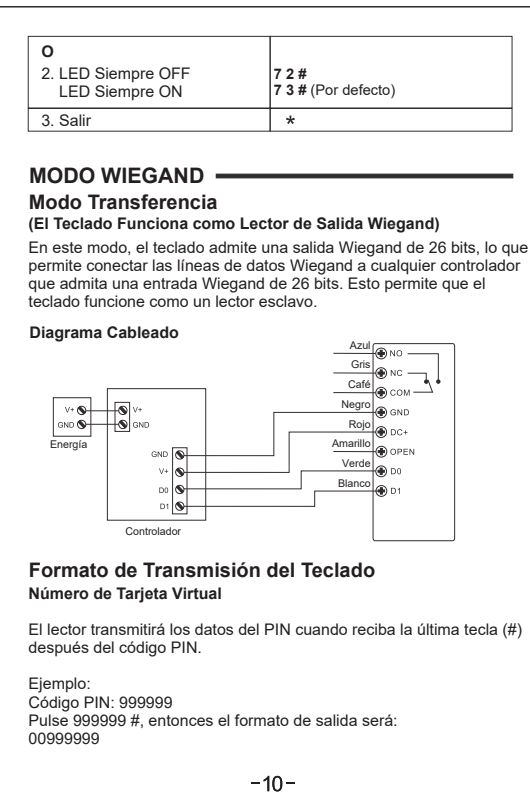 O
2. LED Siempre OFF 7 2 #
LED Siempre ON 7 3 # (Por defecto)
3. Salir *
MODO WIEGAND
Modo Transferencia
(El Teclado Funciona como Lector de Salida Wiegand)
En este modo, el teclado admite una salida Wiegand de 26 bits, lo que
permite conectar las líneas de datos Wiegand a cualquier controlador
que admita una entrada Wiegand de 26 bits. Esto permite que el
teclado funcione como un lector esclavo.
Diagrama Cableado
Azul NO
Gris NC
Café COM
Negro GND
Rojo DC+
Amarillo OPEN
Verde D0
Blanco D1
V+ V+
GND GND
Energía
GND
V+
D0
D1
Controlador
Formato de Transmisión del Teclado
Número de Tarjeta Virtual
El lector transmitirá los datos del PIN cuando reciba la última tecla (#)
después del código PIN.
Ejemplo:
Código PIN: 999999
Pulse 999999 #, entonces el formato de salida será:
00999999
-10-